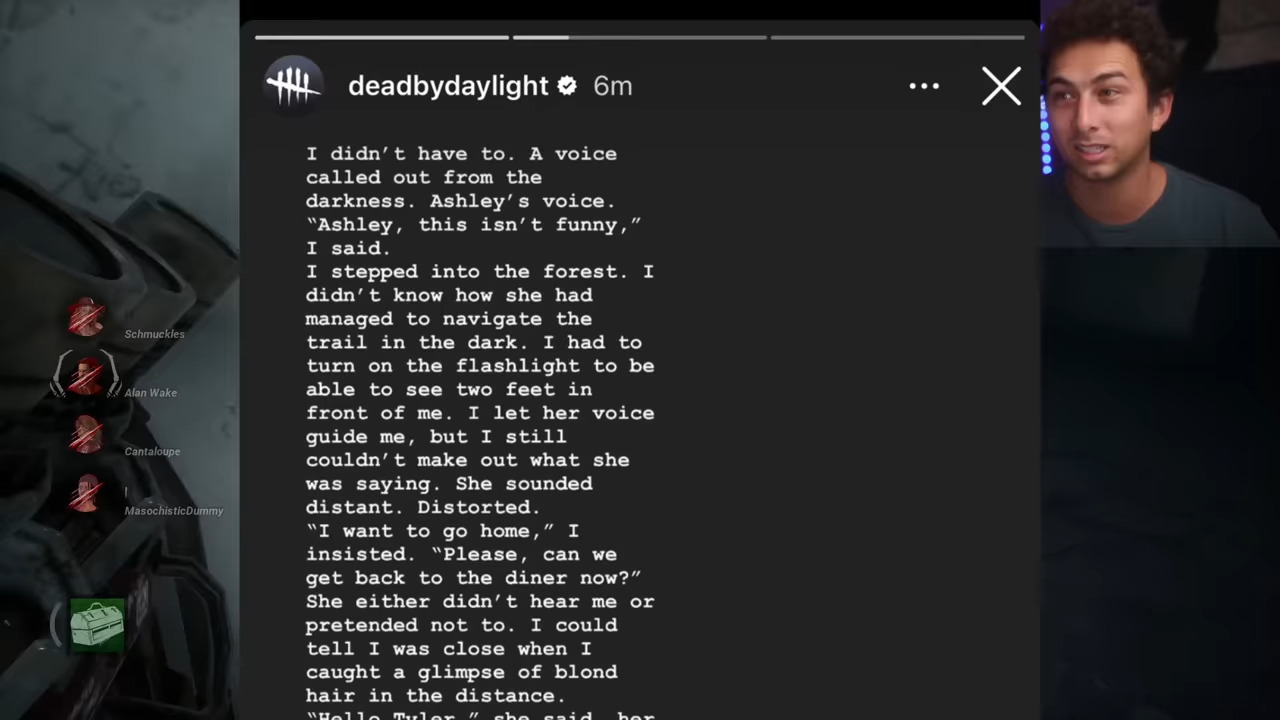 deadbydaylight 6m
I didn’t have to. A voice
called out from the
darkness. Ashley’s voice.
“Ashley, this isn’t funny,”
I said.
I stepped into the forest. I
didn’t know how she had
managed to navigate the
trail in the dark. I had to
turn on the flashlight to be
able to see two feet in
front of me. I let her voice
guide me, but I still
couldn’t make out what she
was saying. She sounded
distant. Distorted.
“I want to go home,” I
insisted. “Please, can we
get back to the diner now?”
She either didn’t hear me or
pretended not to. I could
tell I was close when I
caught a glimpse of blond
hair in the distance.
“Hello Tyler,” she said, her
Schmuckles
Alan Wake
Cantaloupe
I
MasochisticDummy